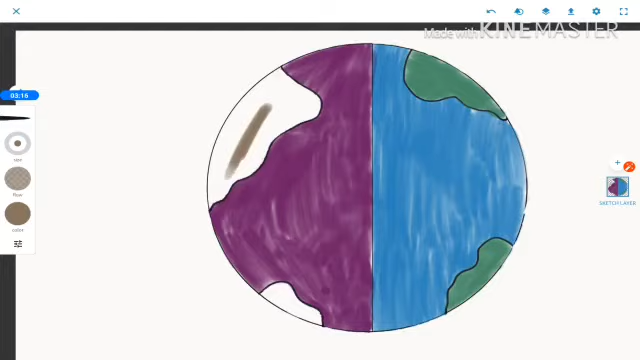 Made with KINEMASTER
03:16
size
flow
color
SKETCH LAYER